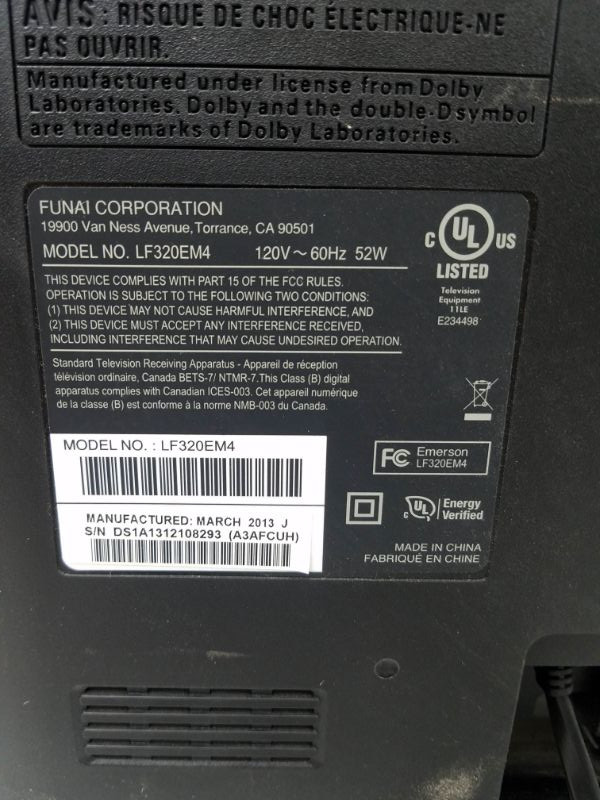 AVIS : RISQUE DE CHOC ÉLECTRIQUE-NE
PAS OUVRIR.
Manufactured under license from Dolby
Laboratories. Dolby and the double-D symbol
are trademarks of Dolby Laboratories.
FUNAI CORPORATION
19900 Van Ness Avenue, Torrance, CA 90501
MODEL NO. LF320EM4 120V ~ 60Hz 52W
THIS DEVICE COMPLIES WITH PART 15 OF THE FCC RULES.
OPERATION IS SUBJECT TO THE FOLLOWING TWO CONDITIONS:
(1) THIS DEVICE MAY NOT CAUSE HARMFUL INTERFERENCE, AND
(2) THIS DEVICE MUST ACCEPT ANY INTERFERENCE RECEIVED,
INCLUDING INTERFERENCE THAT MAY CAUSE UNDESIRED OPERATION.
Standard Television Receiving Apparatus - Appareil de réception
télévision ordinaire, Canada BETS-7/ NTMR-7.This Class (B) digital
apparatus complies with Canadian ICES-003. Cet appareil numérique
de la classe (B) est conforme à la norme NMB-003 du Canada.
C UL US
LISTED
Television
Equipment
11LE
E234498
MODEL NO. : LF320EM4
MANUFACTURED: MARCH 2013 J
S/N DS1A1312108293 (A3AFCUH)
FC Emerson
LF320EM4
c UL Energy
Verified
MADE IN CHINA
FABRIQUÉ EN CHINE